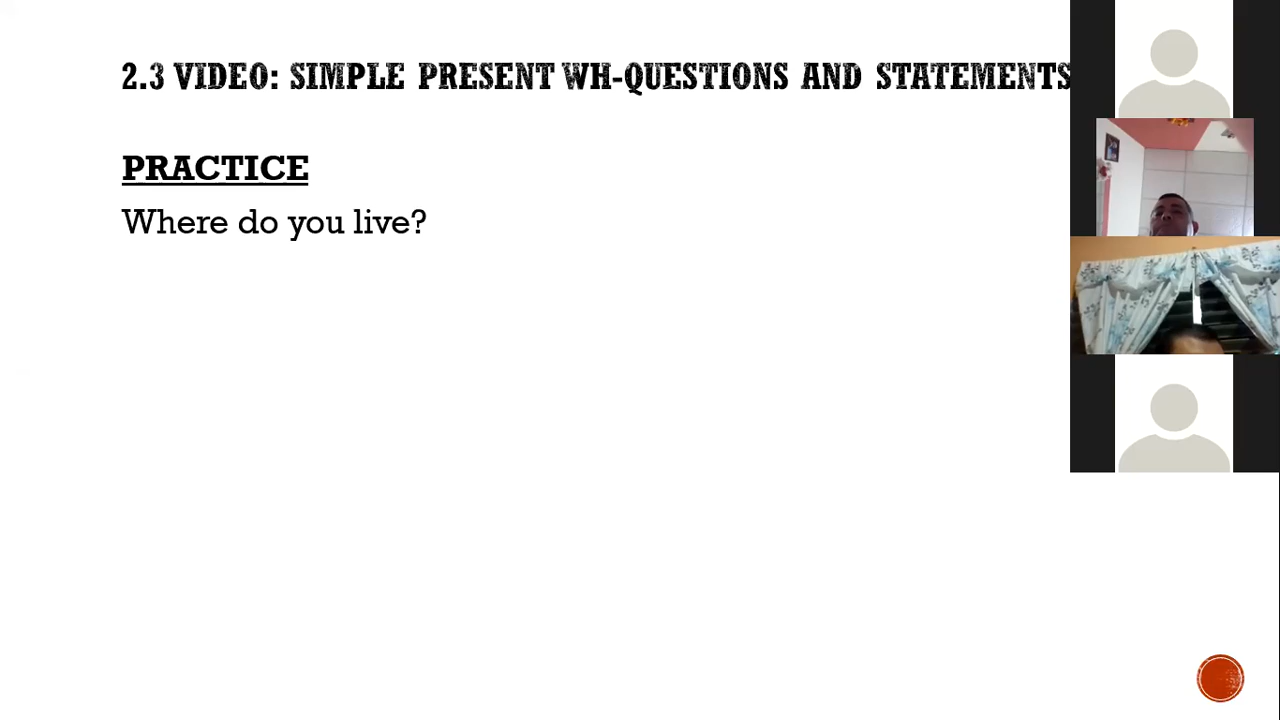 2.3 VIDEO: SIMPLE PRESENT WH-QUESTIONS AND STATEMENTS
PRACTICE
Where do you live?